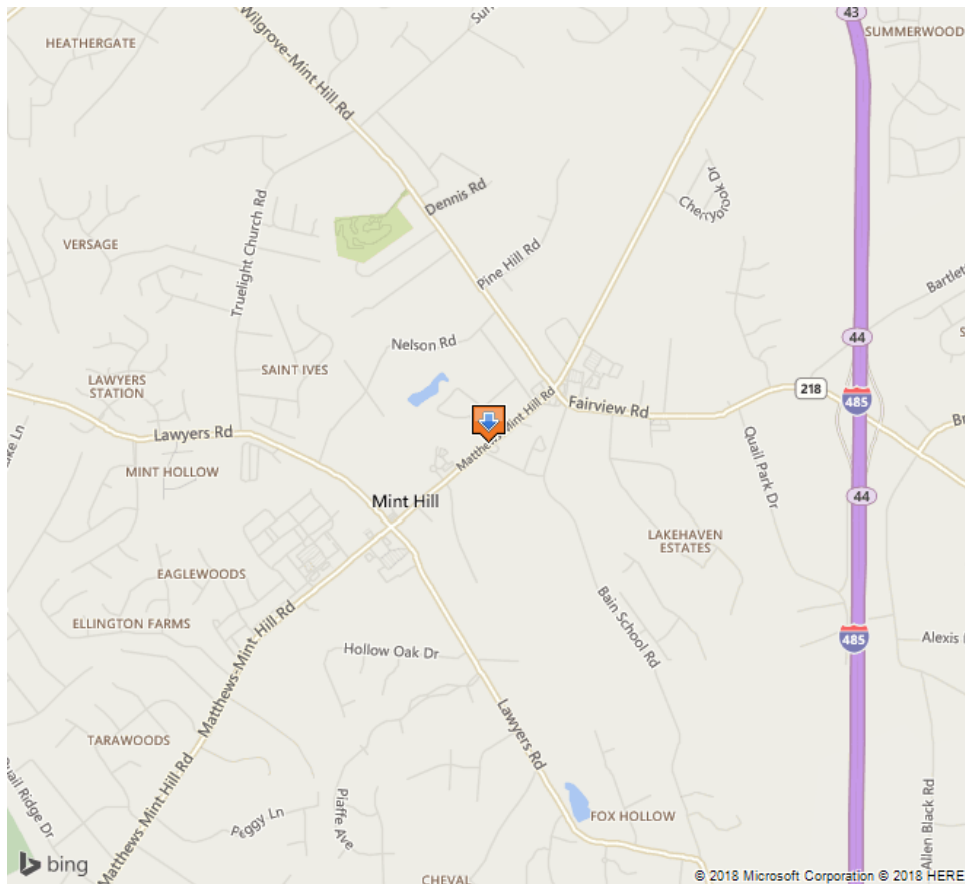 43
SUMMERWOOD
HEATHERGATE
Wilgrove-Mint Hill Rd
Dennis Rd
Cherrybrook Dr
Truelight Church Rd
VERSAGE
Pine Hill Rd
Nelson Rd
44
SAINT IVES
LAWYERS
STATION
218
485
Matthews-Mint Hill Rd
Fairview Rd
Lawyers Rd
MINT HOLLOW
Quail Park Dr
Mint Hill
44
LAKEHAVEN
ESTATES
EAGLEWOODS
Bain School Rd
ELLINGTON FARMS
Matthews-Mint Hill Rd
485
Alexis
Hollow Oak Dr
Lawyers Rd
TARAWOODS
Matthews Mint Hill Rd
Quail Ridge Dr
Peggy Ln
Piaffe Ave
FOX HOLLOW
Allen Black Rd
bing
CHEVAL
© 2018 Microsoft Corporation © 2018 HERE